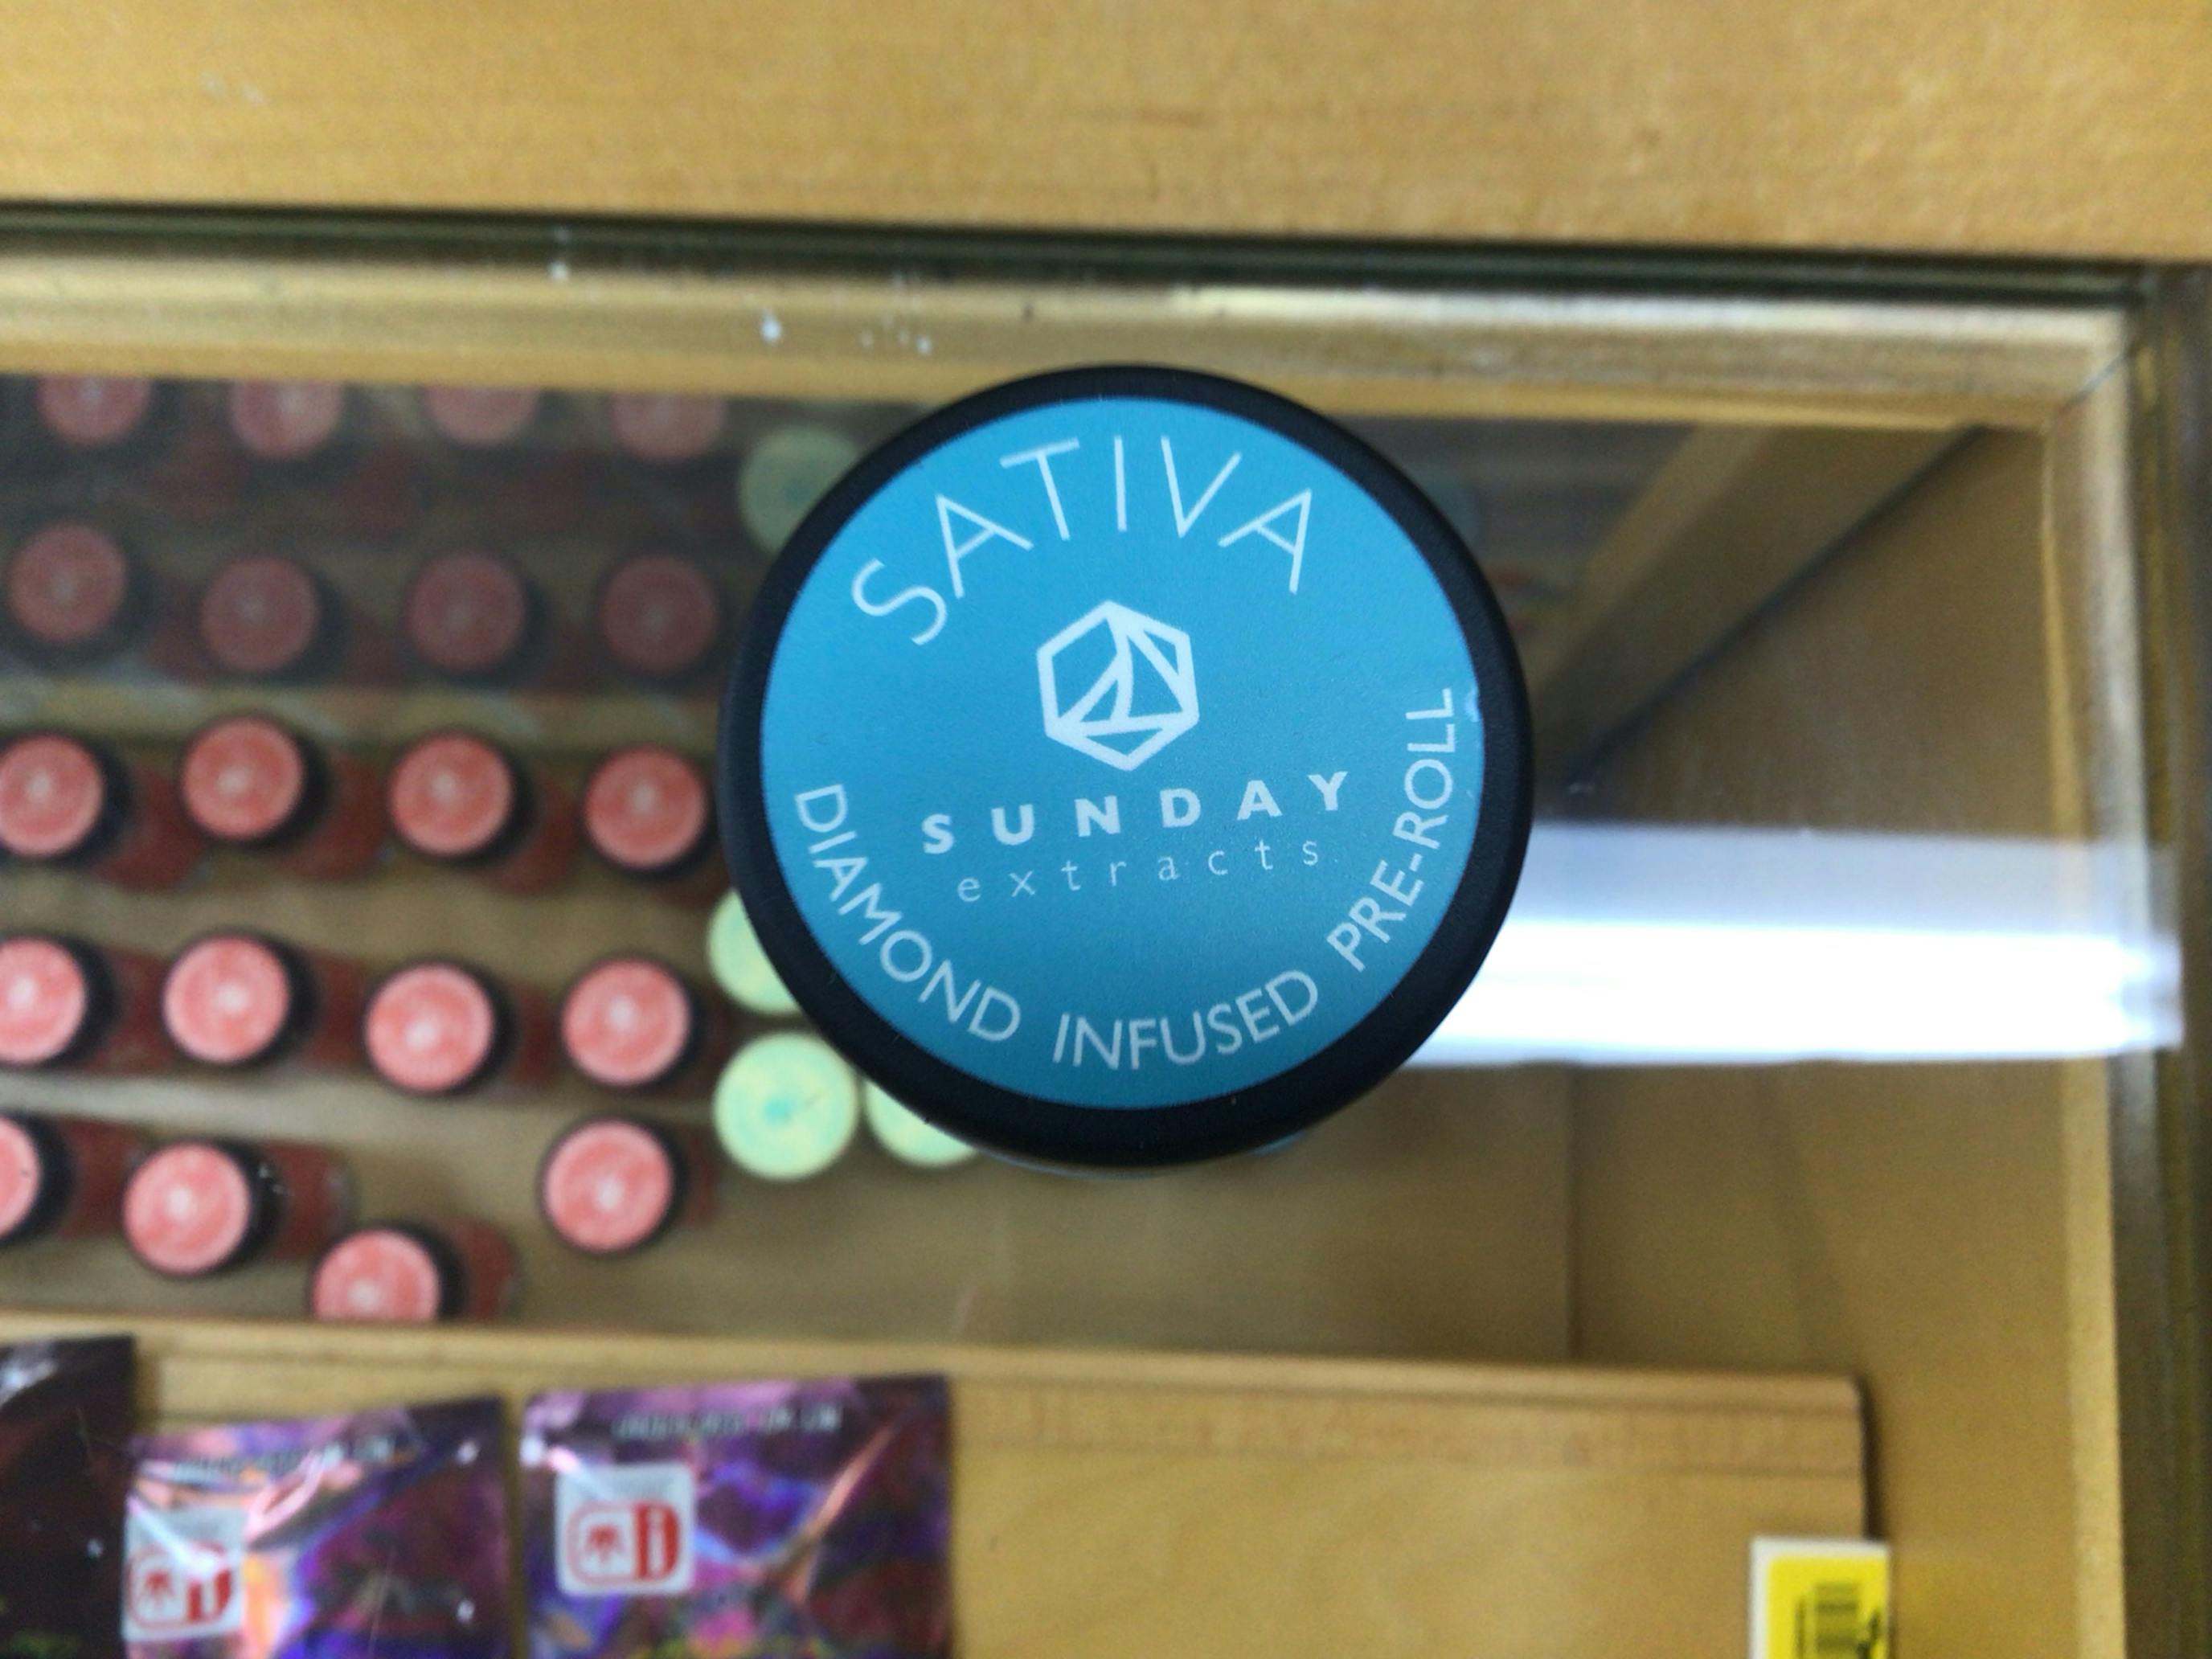 SATIVA
SUNDAY
extracts
DIAMOND INFUSED PRE-ROLL